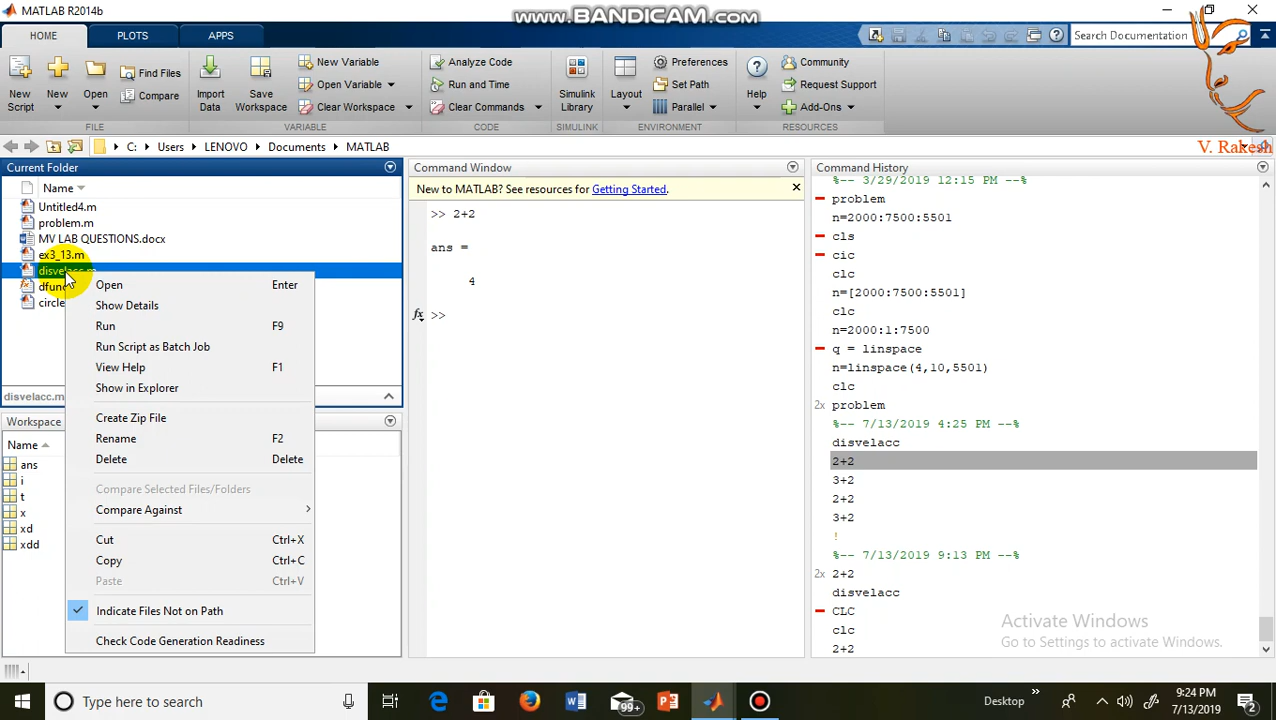 MATLAB R2014b
www.BANDICAM.com
HOME PLOTS APPS
Search Documentation
New Script
New
Open
Find Files
Compare
Import Data
Save Workspace
New Variable
Open Variable
Clear Workspace
Analyze Code
Run and Time
Clear Commands
Simulink Library
Layout
Preferences
Set Path
Parallel
Help
Community
Request Support
Add-Ons
FILE VARIABLE CODE SIMULINK ENVIRONMENT RESOURCES
C: Users LENOVO Documents MATLAB
V. Rakesh
Current Folder
Name
Untitled4.m
problem.m
MV LAB QUESTIONS.docx
ex3_13.m
disvelacc.m
dfunc
circle
disvelacc.m
Open Enter
Show Details
Run F9
Run Script as Batch Job
View Help F1
Show in Explorer
Create Zip File
Rename F2
Delete Delete
Compare Selected Files/Folders
Compare Against
Cut Ctrl+X
Copy Ctrl+C
Paste Ctrl+V
Indicate Files Not on Path
Check Code Generation Readiness
Workspace
Name
ans
i
t
x
xd
xdd
Command Window
New to MATLAB? See resources for Getting Started.
>> 2+2
ans =
4
fx >>
Command History
%-- 3/29/2019 12:15 PM --%
problem
n=2000:7500:5501
cls
cic
clc
n=[2000:7500:5501]
clc
n=2000:1:7500
q = linspace
n=linspace(4,10,5501)
clc
2x problem
%-- 7/13/2019 4:25 PM --%
disvelacc
2+2
3+2
2+2
3+2
!
%-- 7/13/2019 9:13 PM --%
2x 2+2
disvelacc
CLC
clc
2+2
Activate Windows
Go to Settings to activate Windows.
Type here to search
99+
Desktop
9:24 PM
7/13/2019
2